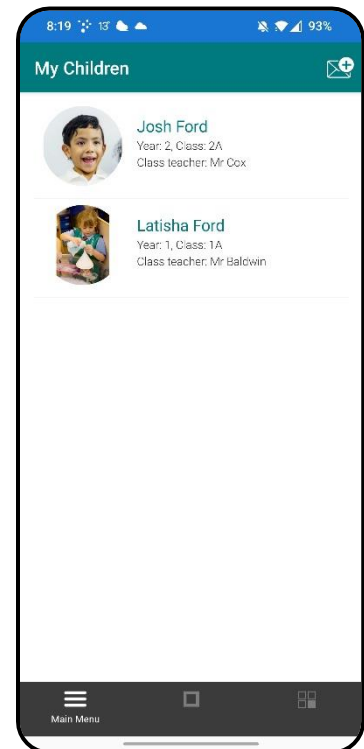 8:19 13° 93%
My Children
Josh Ford
Year: 2, Class: 2A
Class teacher: Mr Cox
Latisha Ford
Year: 1, Class: 1A
Class teacher: Mr Baldwin
Main Menu